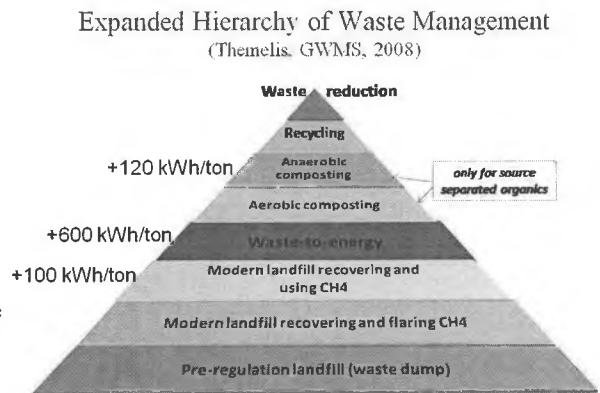 Expanded Hierarchy of Waste Management
(Themelis, GWMS, 2008)
Waste reduction
Recycling
+120 kWh/ton
Anaerobic
composting
only for source
separated organics
Aerobic composting
+600 kWh/ton
Waste-to-energy
+100 kWh/ton
Modern landfill recovering and
using CH4
Modern landfill recovering and flaring CH4
Pre-regulation landfill (waste dump)